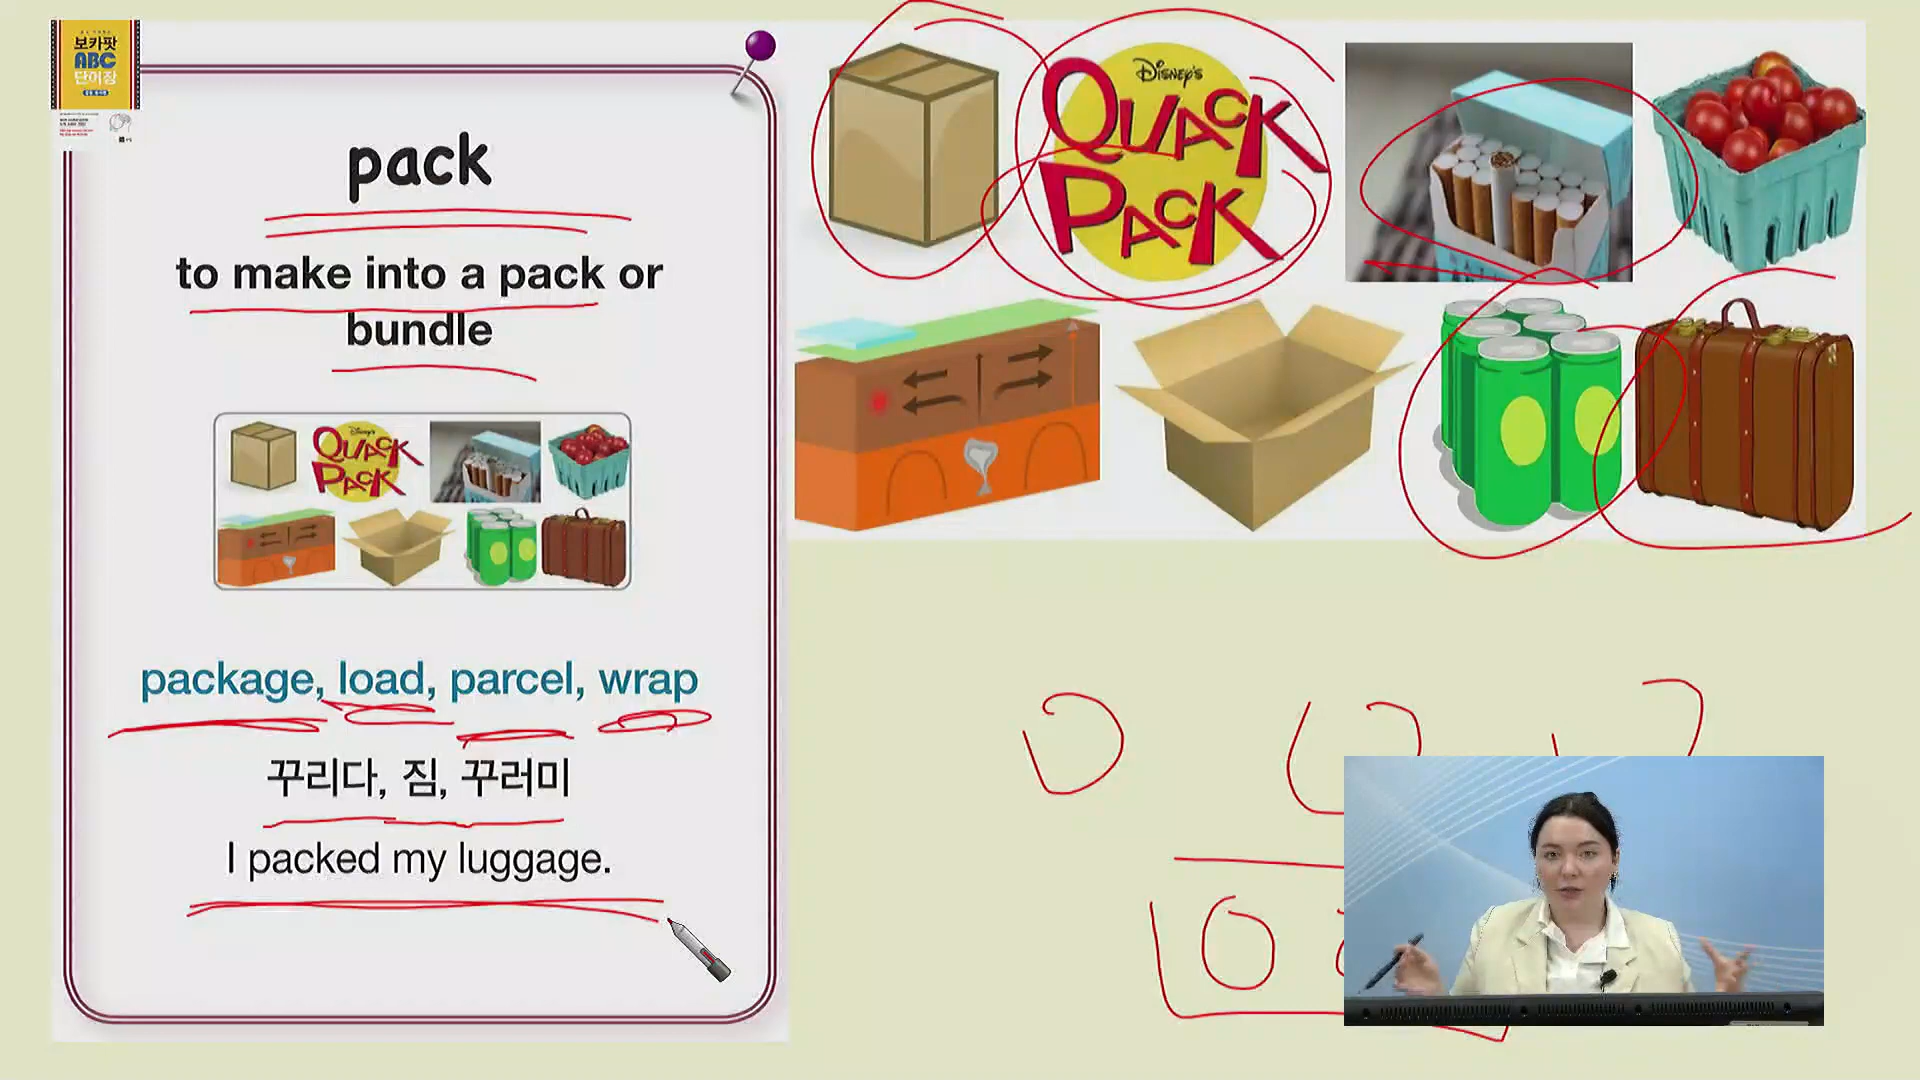 보카팟
ABC
단어장
pack
to make into a pack or
bundle
DISNEY'S
QUACK
PACK
package, load, parcel, wrap
꾸리다, 짐, 꾸러미
I packed my luggage.
DISNEY'S
QUACK
PACK